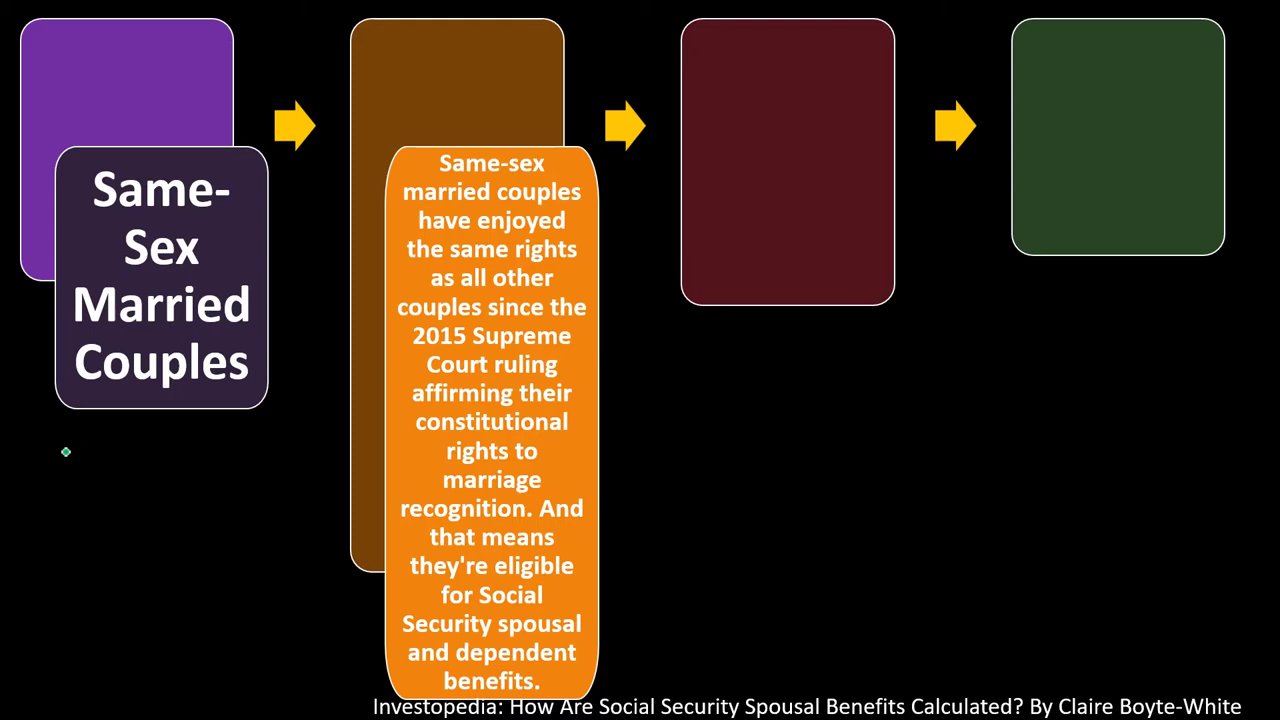 Same-
Sex
Married
Couples
Same-sex
married couples
have enjoyed
the same rights
as all other
couples since the
2015 Supreme
Court ruling
affirming their
constitutional
rights to
marriage
recognition. And
that means
they're eligible
for Social
Security spousal
and dependent
benefits.
Investopedia: How Are Social Security Spousal Benefits Calculated? By Claire Boyte-White